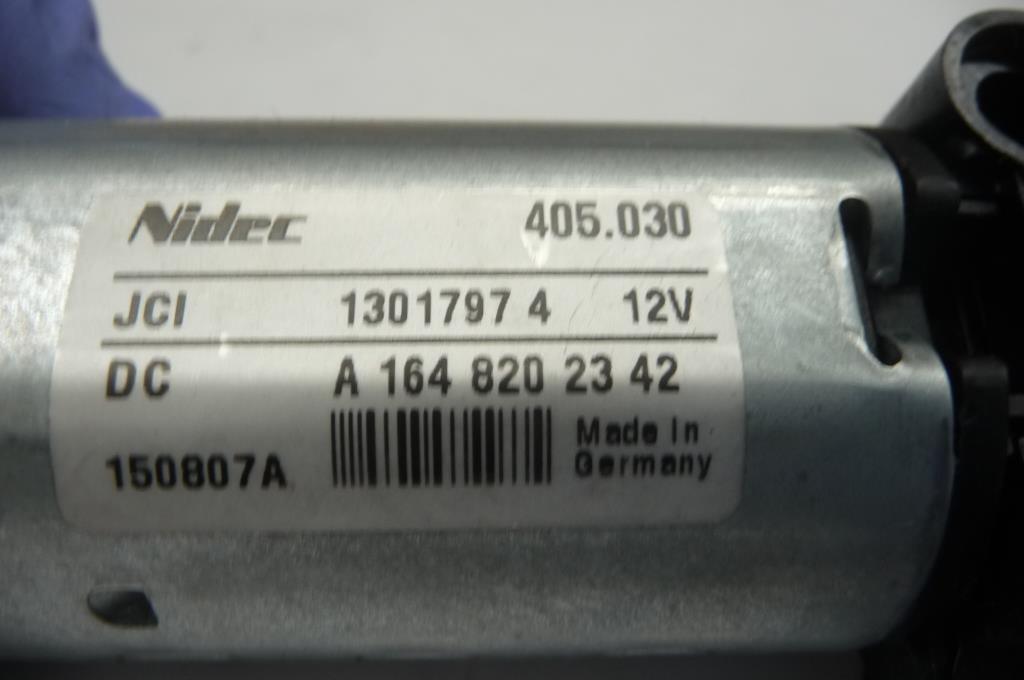 Nidec 405.030
JCI 1301797 4 12V
DC A 164 820 23 42
150807A Made In
Germany